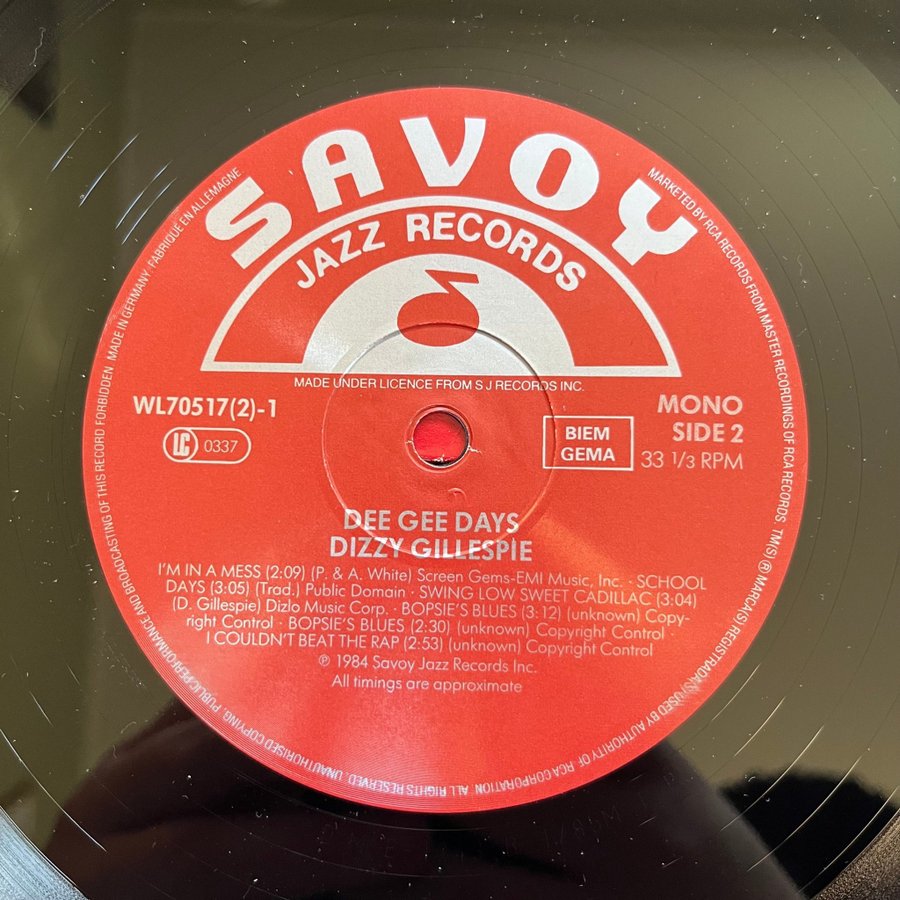 SAVOY
JAZZ RECORDS
MADE UNDER LICENCE FROM S J RECORDS INC.
WL70517(2)-1
LC 0337
BIEM
GEMA
MONO
SIDE 2
33 1/3 RPM
DEE GEE DAYS
DIZZY GILLESPIE
I'M IN A MESS (2:09) (P. & A. White) Screen Gems-EMI Music, Inc. · SCHOOL
DAYS (3:05) (Trad.) Public Domain · SWING LOW SWEET CADILLAC (3:04)
(D. Gillespie) Dizlo Music Corp. · BOPSIE'S BLUES (3:12) (unknown) Copy-
right Control · BOPSIE'S BLUES (2:30) (unknown) Copyright Control ·
I COULDN'T BEAT THE RAP (2:53) (unknown) Copyright Control
℗ 1984 Savoy Jazz Records Inc.
All timings are approximate
MARKETED BY RCA RECORDS FROM MASTER RECORDINGS OF RCA RECORDS TM(S) ® MARCA(S) REGISTRADA(S) USED BY AUTHORITY OF RCA CORPORATION. ALL RIGHTS RESERVED. UNAUTHORISED COPYING, PUBLIC PERFORMANCE AND BROADCASTING OF THIS RECORD FORBIDDEN MADE IN GERMANY. FABRIQUÉ EN ALLEMAGNE